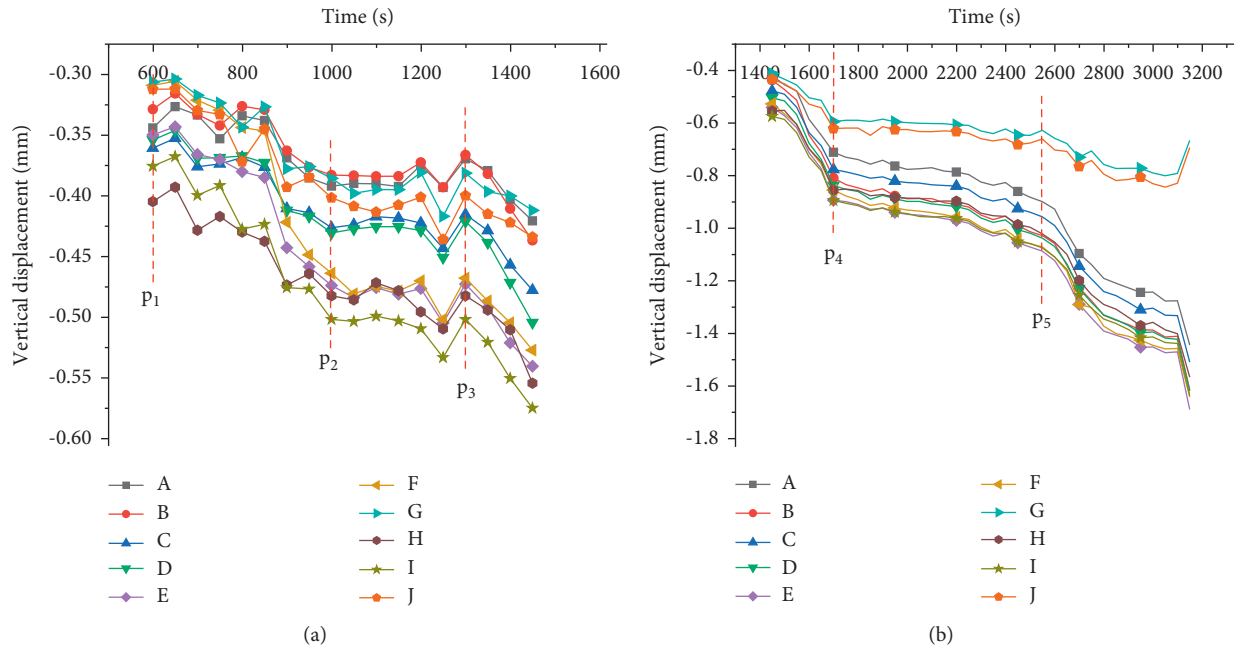 Time (s)
600 800 1000 1200 1400 1600
-0.30
-0.35
-0.40
-0.45
-0.50
-0.55
-0.60
Vertical displacement (mm)
p1
p2
p3
A
B
C
D
E
F
G
H
I
J
(a)
Time (s)
1400 1600 1800 2000 2200 2400 2600 2800 3000 3200
-0.4
-0.6
-0.8
-1.0
-1.2
-1.4
-1.6
-1.8
Vertical displacement (mm)
p4
p5
A
B
C
D
E
F
G
H
I
J
(b)